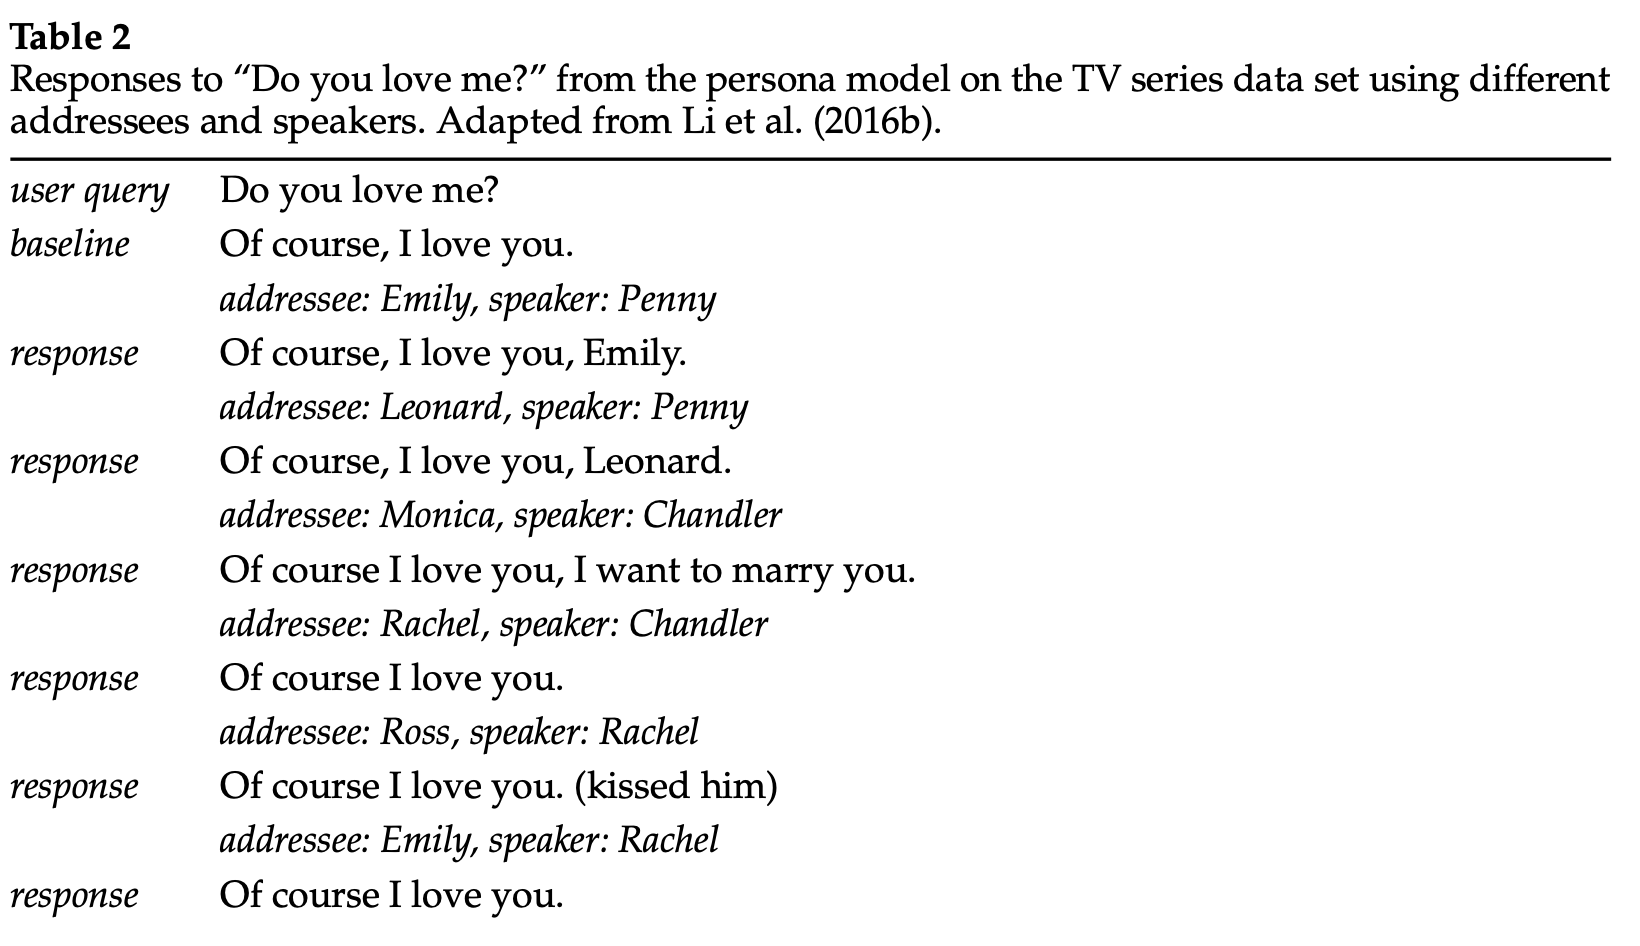 Table 2
Responses to “Do you love me?” from the persona model on the TV series data set using different
addressees and speakers. Adapted from Li et al. (2016b).
user query Do you love me?
baseline Of course, I love you.
addressee: Emily, speaker: Penny
response Of course, I love you, Emily.
addressee: Leonard, speaker: Penny
response Of course, I love you, Leonard.
addressee: Monica, speaker: Chandler
response Of course I love you, I want to marry you.
addressee: Rachel, speaker: Chandler
response Of course I love you.
addressee: Ross, speaker: Rachel
response Of course I love you. (kissed him)
addressee: Emily, speaker: Rachel
response Of course I love you.